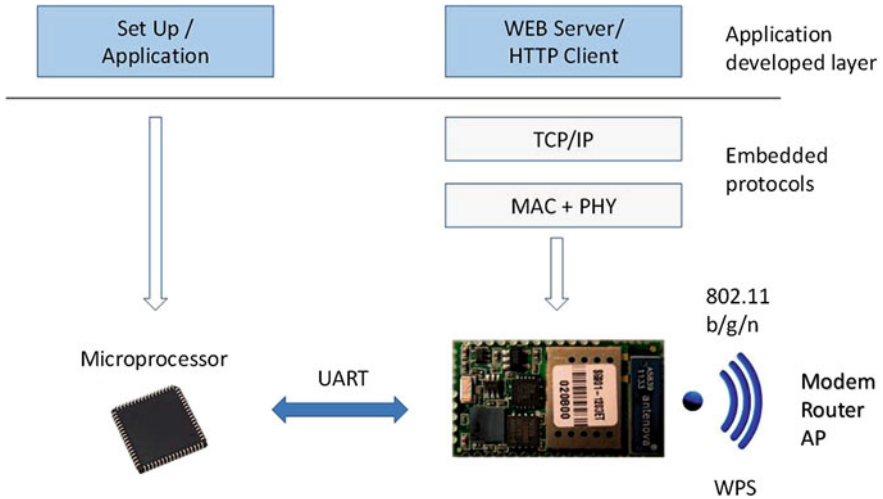 Set Up /
Application
WEB Server/
HTTP Client
Application
developed layer
TCP/IP
Embedded
protocols
MAC + PHY
802.11
b/g/n
Microprocessor
UART
020800
antenova
Modem
Router
AP
WPS